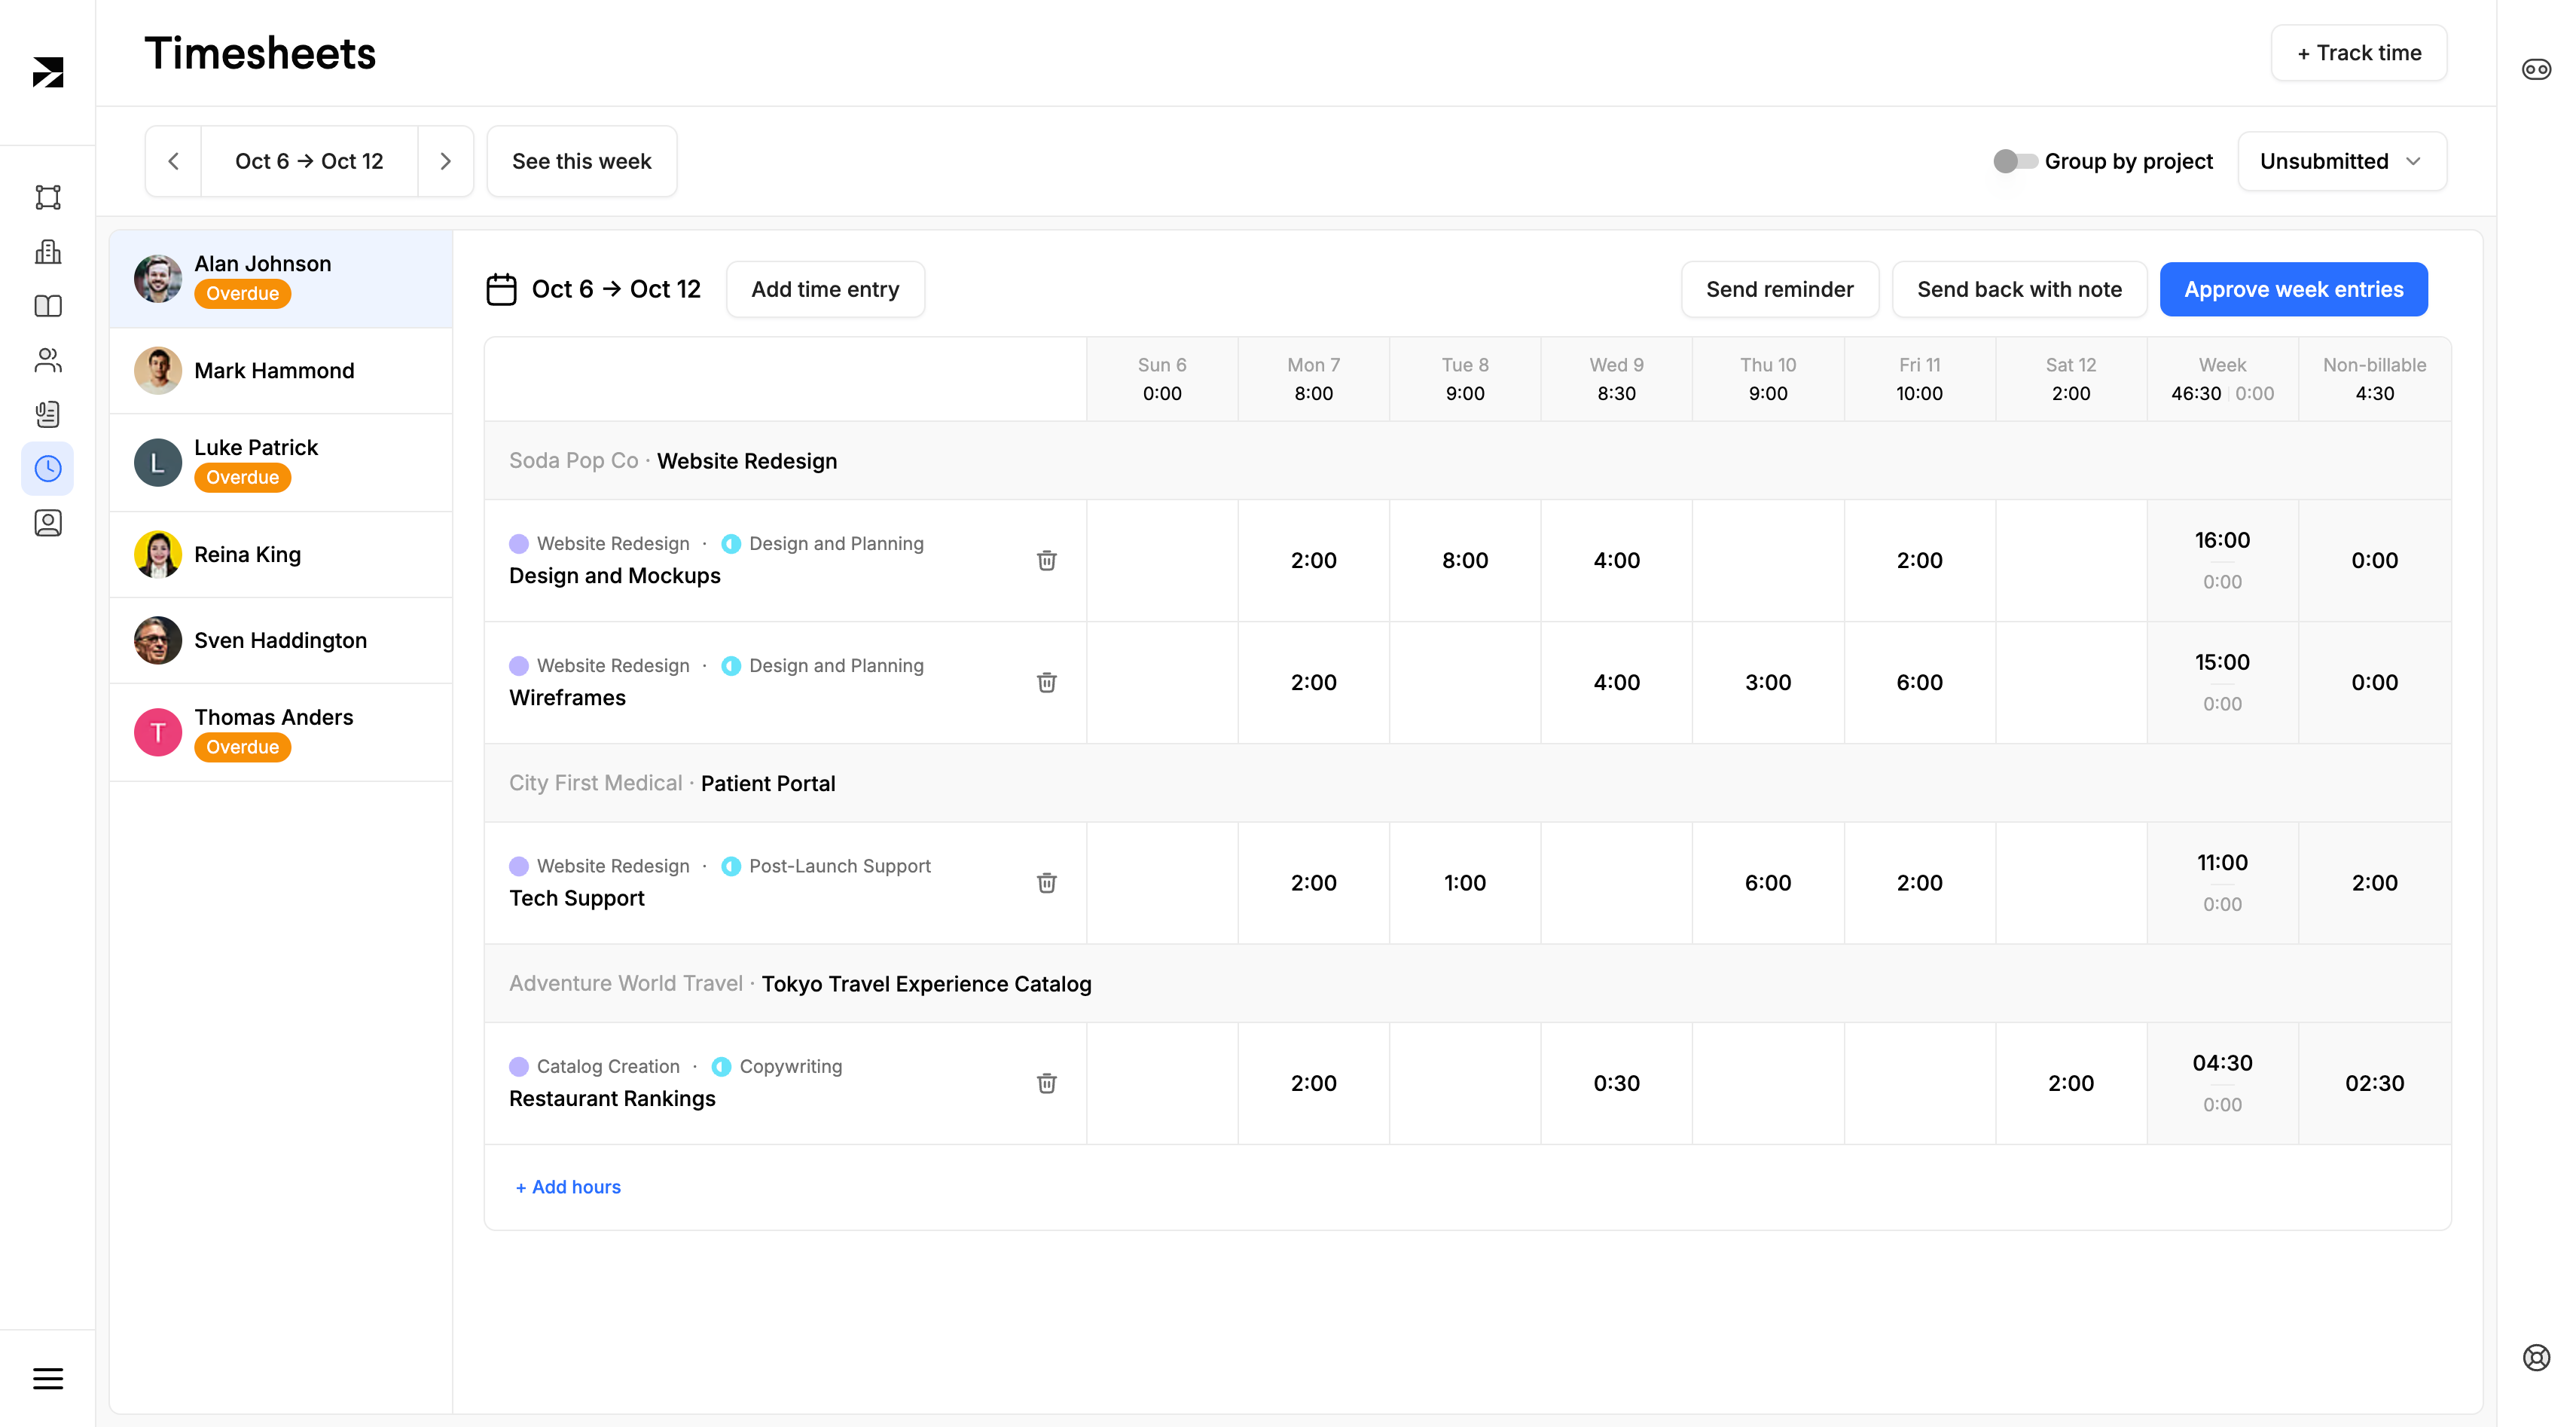 Timesheets
+ Track time
Oct 6 → Oct 12
See this week
Group by project
Unsubmitted
Alan Johnson
Overdue
Mark Hammond
L
Luke Patrick
Overdue
Reina King
Sven Haddington
T
Thomas Anders
Overdue
Oct 6 → Oct 12
Add time entry
Send reminder
Send back with note
Approve week entries
Sun 6 Mon 7 Tue 8 Wed 9 Thu 10 Fri 11 Sat 12 Week Non-billable
0:00 8:00 9:00 8:30 9:00 10:00 2:00 46:30 0:00 4:30
Soda Pop Co · Website Redesign
Website Redesign · Design and Planning
Design and Mockups
2:00 8:00 4:00 2:00 16:00 0:00
0:00
Website Redesign · Design and Planning
Wireframes
2:00 4:00 3:00 6:00 15:00 0:00
0:00
City First Medical · Patient Portal
Website Redesign · Post-Launch Support
Tech Support
2:00 1:00 6:00 2:00 11:00 2:00
0:00
Adventure World Travel · Tokyo Travel Experience Catalog
Catalog Creation · Copywriting
Restaurant Rankings
2:00 0:30 2:00 04:30 02:30
0:00
+ Add hours